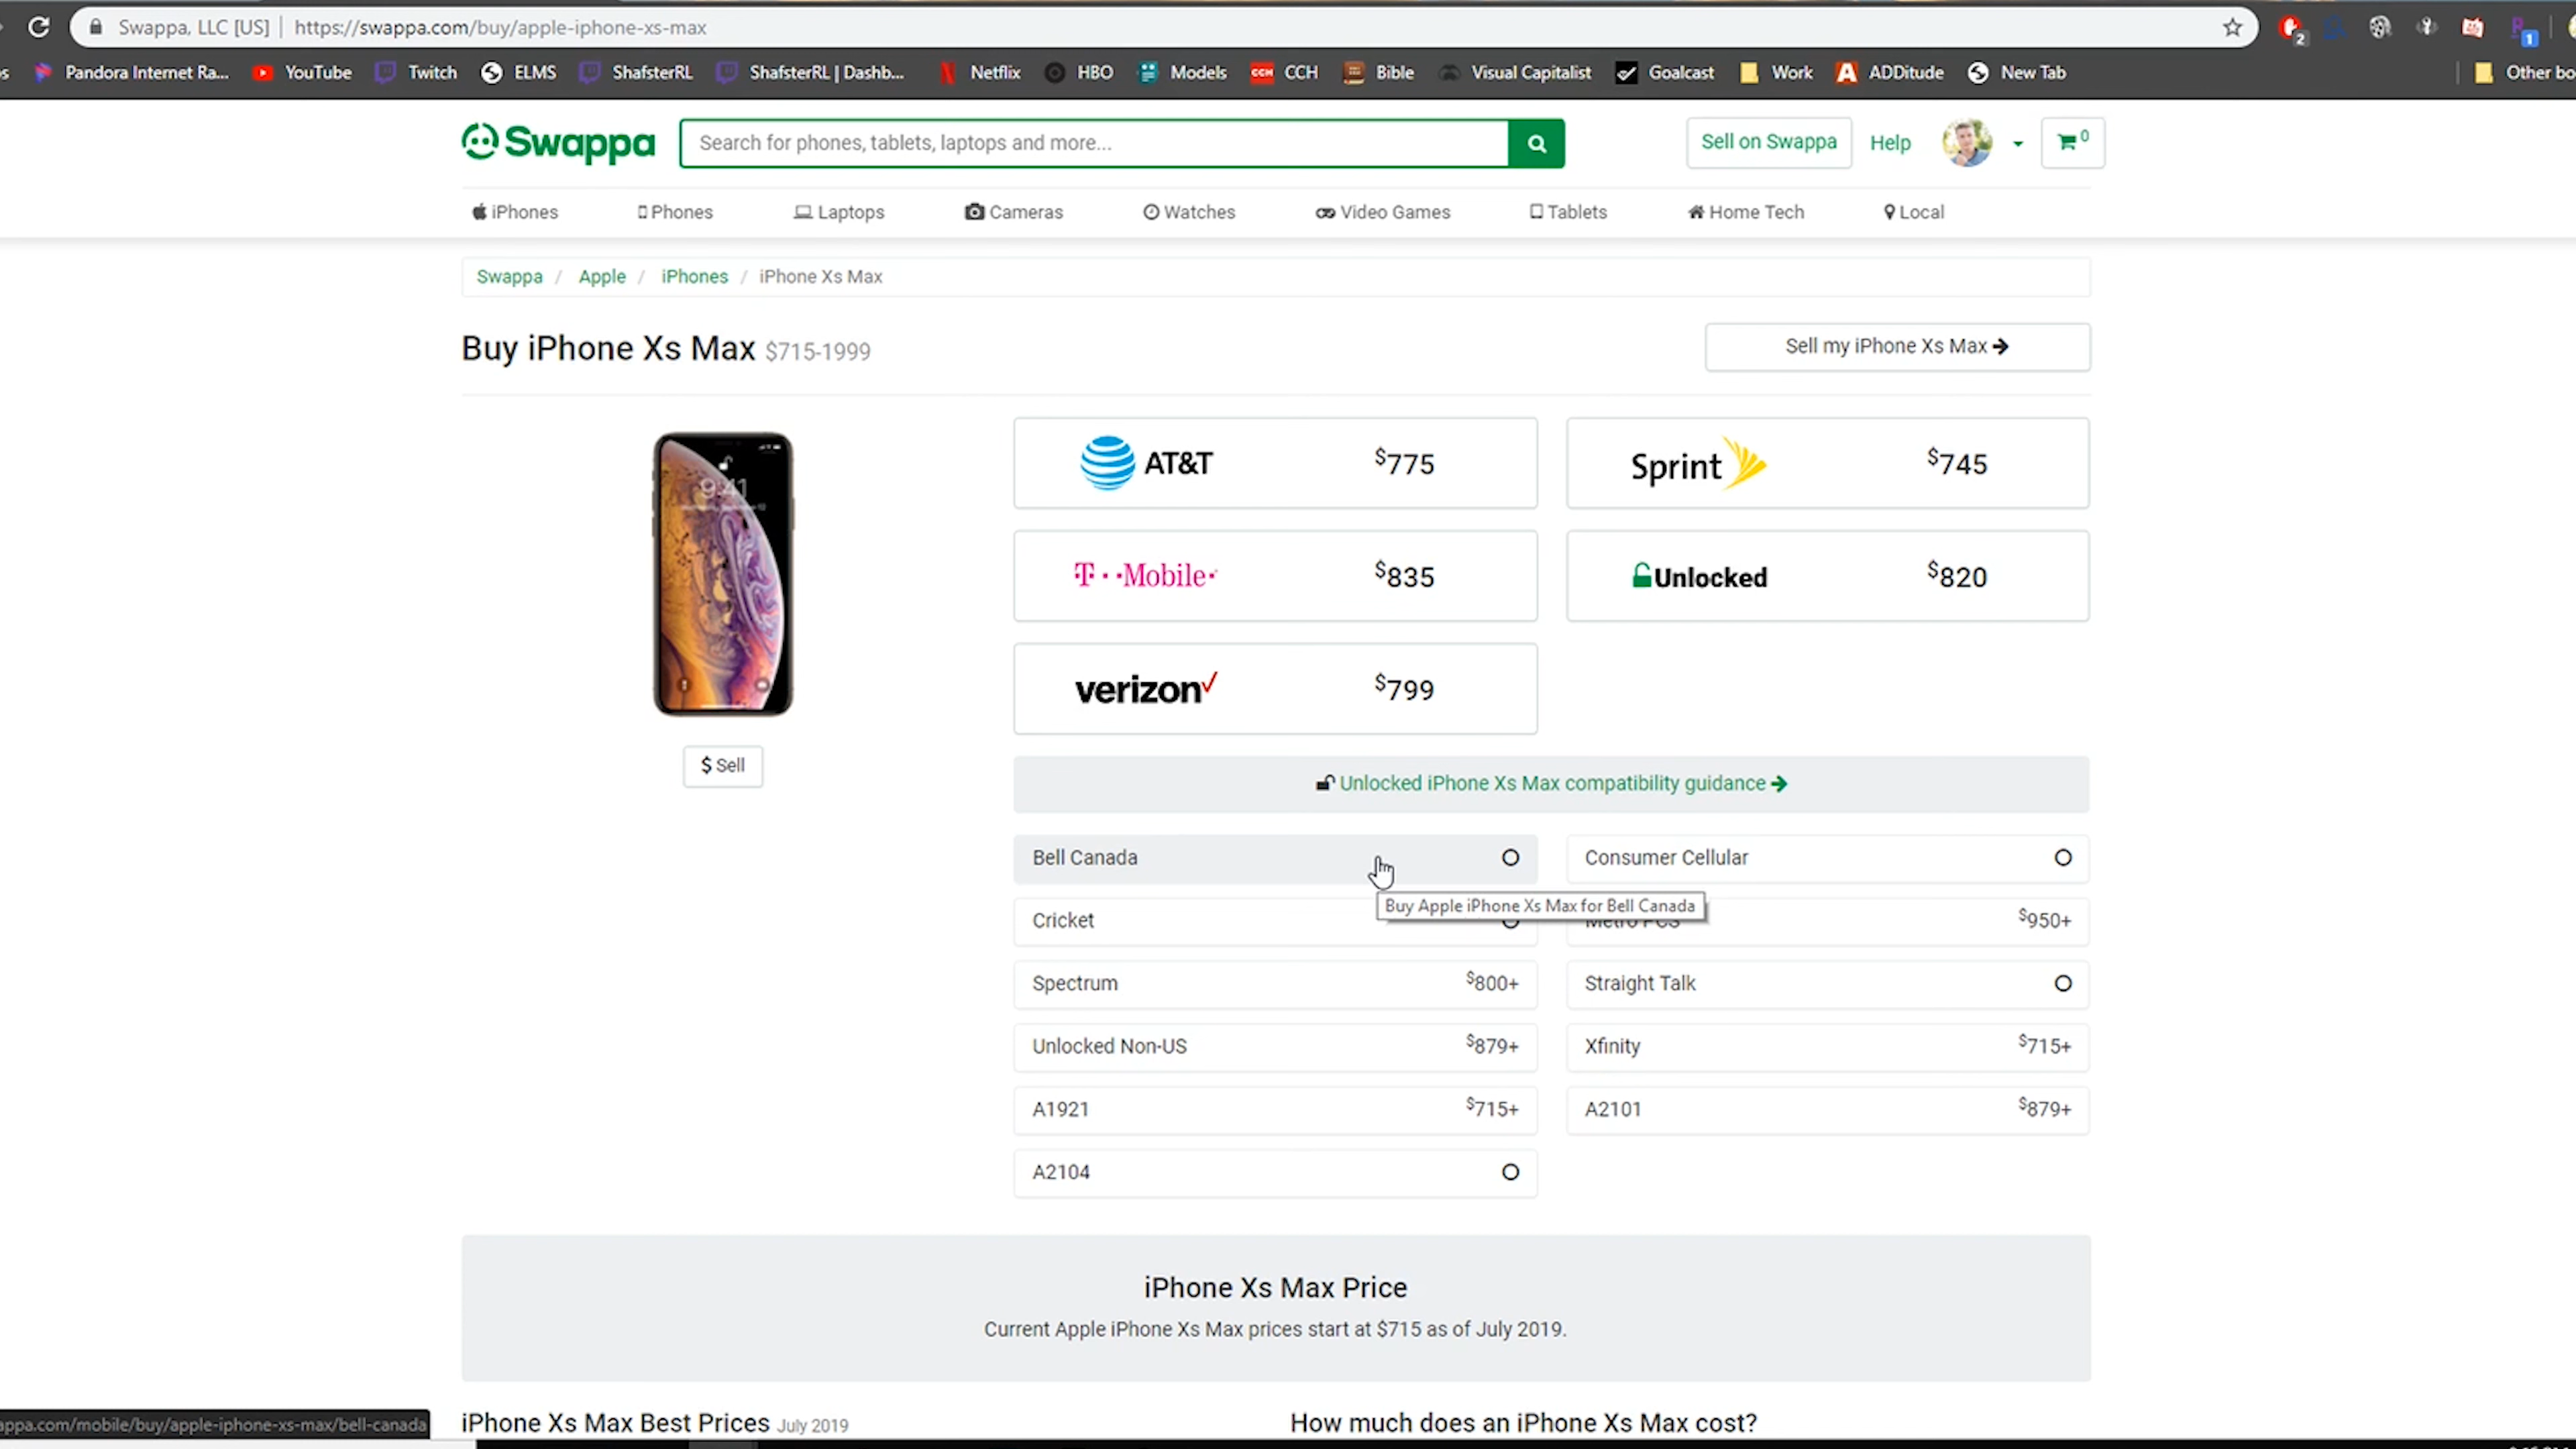 Swappa, LLC [US] | https://swappa.com/buy/apple-iphone-xs-max
2
1
Pandora Internet Ra... YouTube Twitch ELMS ShafsterRL ShafsterRL | Dashb... Netflix HBO Models CCH Bible Visual Capitalist Goalcast Work ADDitude New Tab Other bo
Swappa Search for phones, tablets, laptops and more... Sell on Swappa Help 0
iPhones Phones Laptops Cameras Watches Video Games Tablets Home Tech Local
Swappa / Apple / iPhones / iPhone Xs Max
Buy iPhone Xs Max $715-1999 Sell my iPhone Xs Max
AT&T $775 Sprint $745
9:41
T··Mobile· $835 Unlocked $820
verizon $799
$ Sell
Unlocked iPhone Xs Max compatibility guidance
Bell Canada Consumer Cellular
Buy Apple iPhone Xs Max for Bell Canada
Cricket Metro PCS $950+
Spectrum $800+ Straight Talk
Unlocked Non-US $879+ Xfinity $715+
A1921 $715+ A2101 $879+
A2104
iPhone Xs Max Price
Current Apple iPhone Xs Max prices start at $715 as of July 2019.
appa.com/mobile/buy/apple-iphone-xs-max/bell-canada
iPhone Xs Max Best Prices July 2019 How much does an iPhone Xs Max cost?